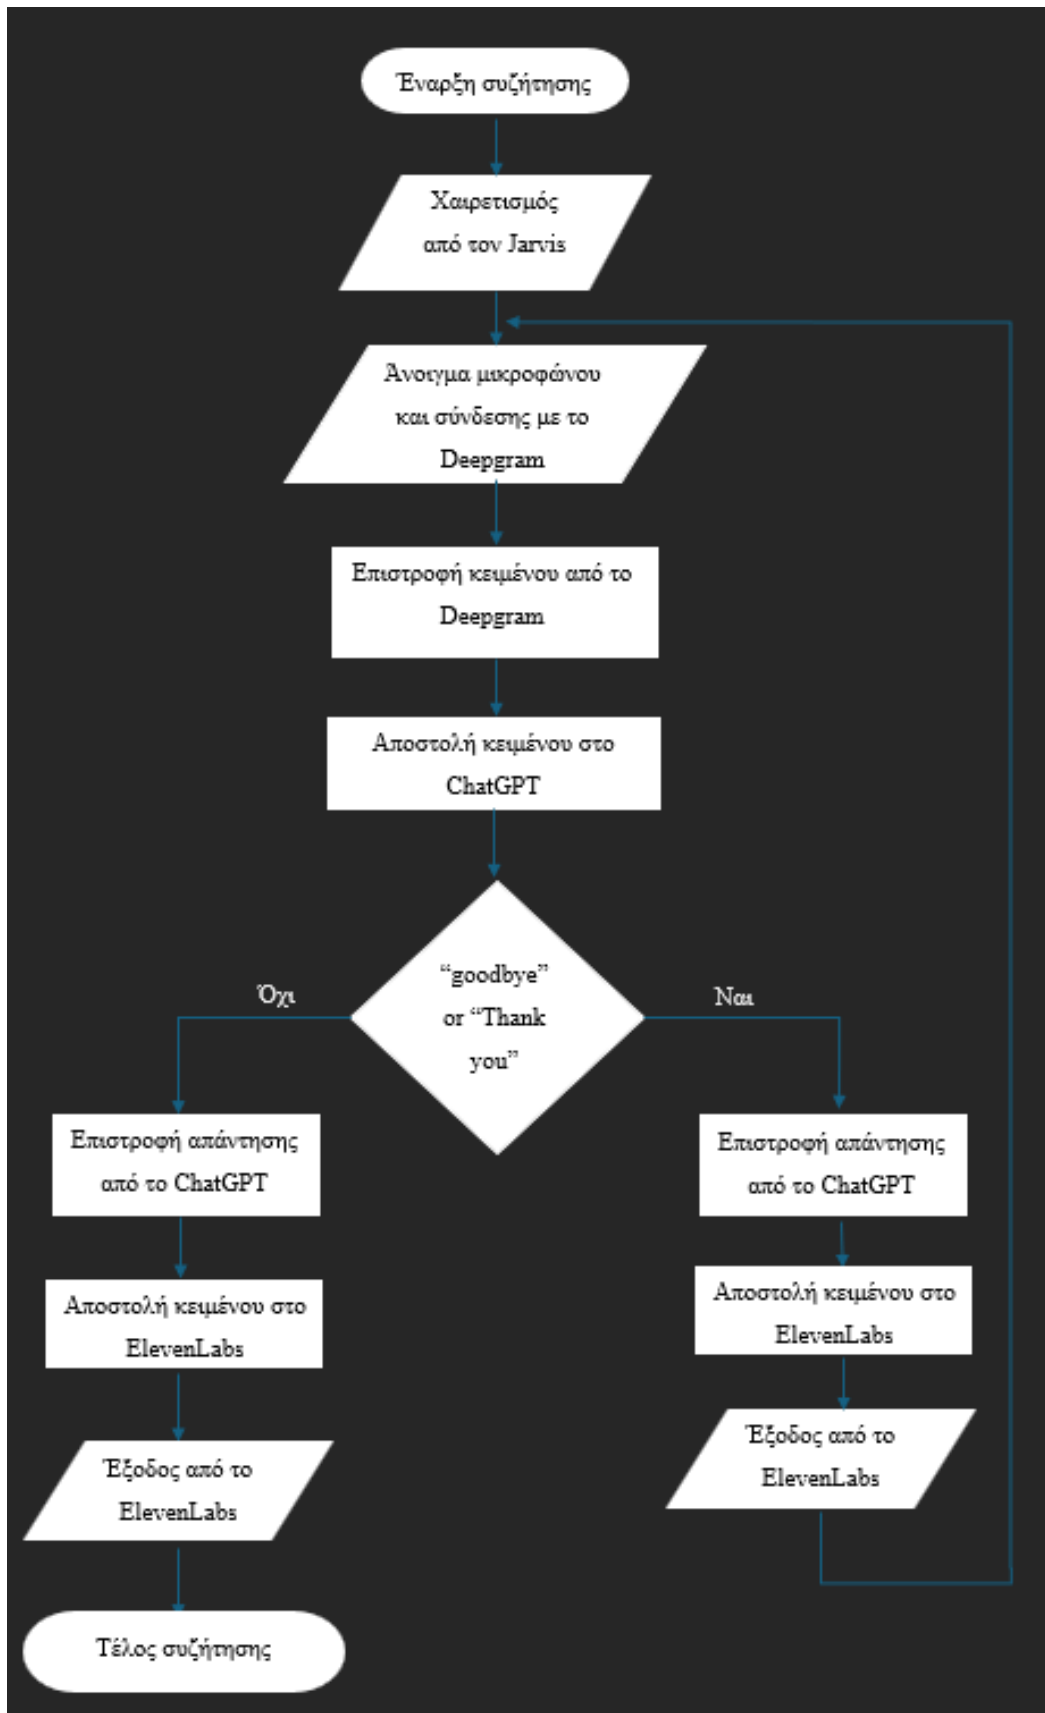 Έναρξη συζήτησης
Χαιρετισμός
από τον Jarvis
Άνοιγμα μικροφώνου
και σύνδεσης με το
Deepgram
Επιστροφή κειμένου από το
Deepgram
Αποστολή κειμένου στο
ChatGPT
“goodbye”
or “Thank
you”
Όχι
Ναι
Επιστροφή απάντησης
από το ChatGPT
Αποστολή κειμένου στο
ElevenLabs
Έξοδος από το
ElevenLabs
Τέλος συζήτησης
Επιστροφή απάντησης
από το ChatGPT
Αποστολή κειμένου στο
ElevenLabs
Έξοδος από το
ElevenLabs